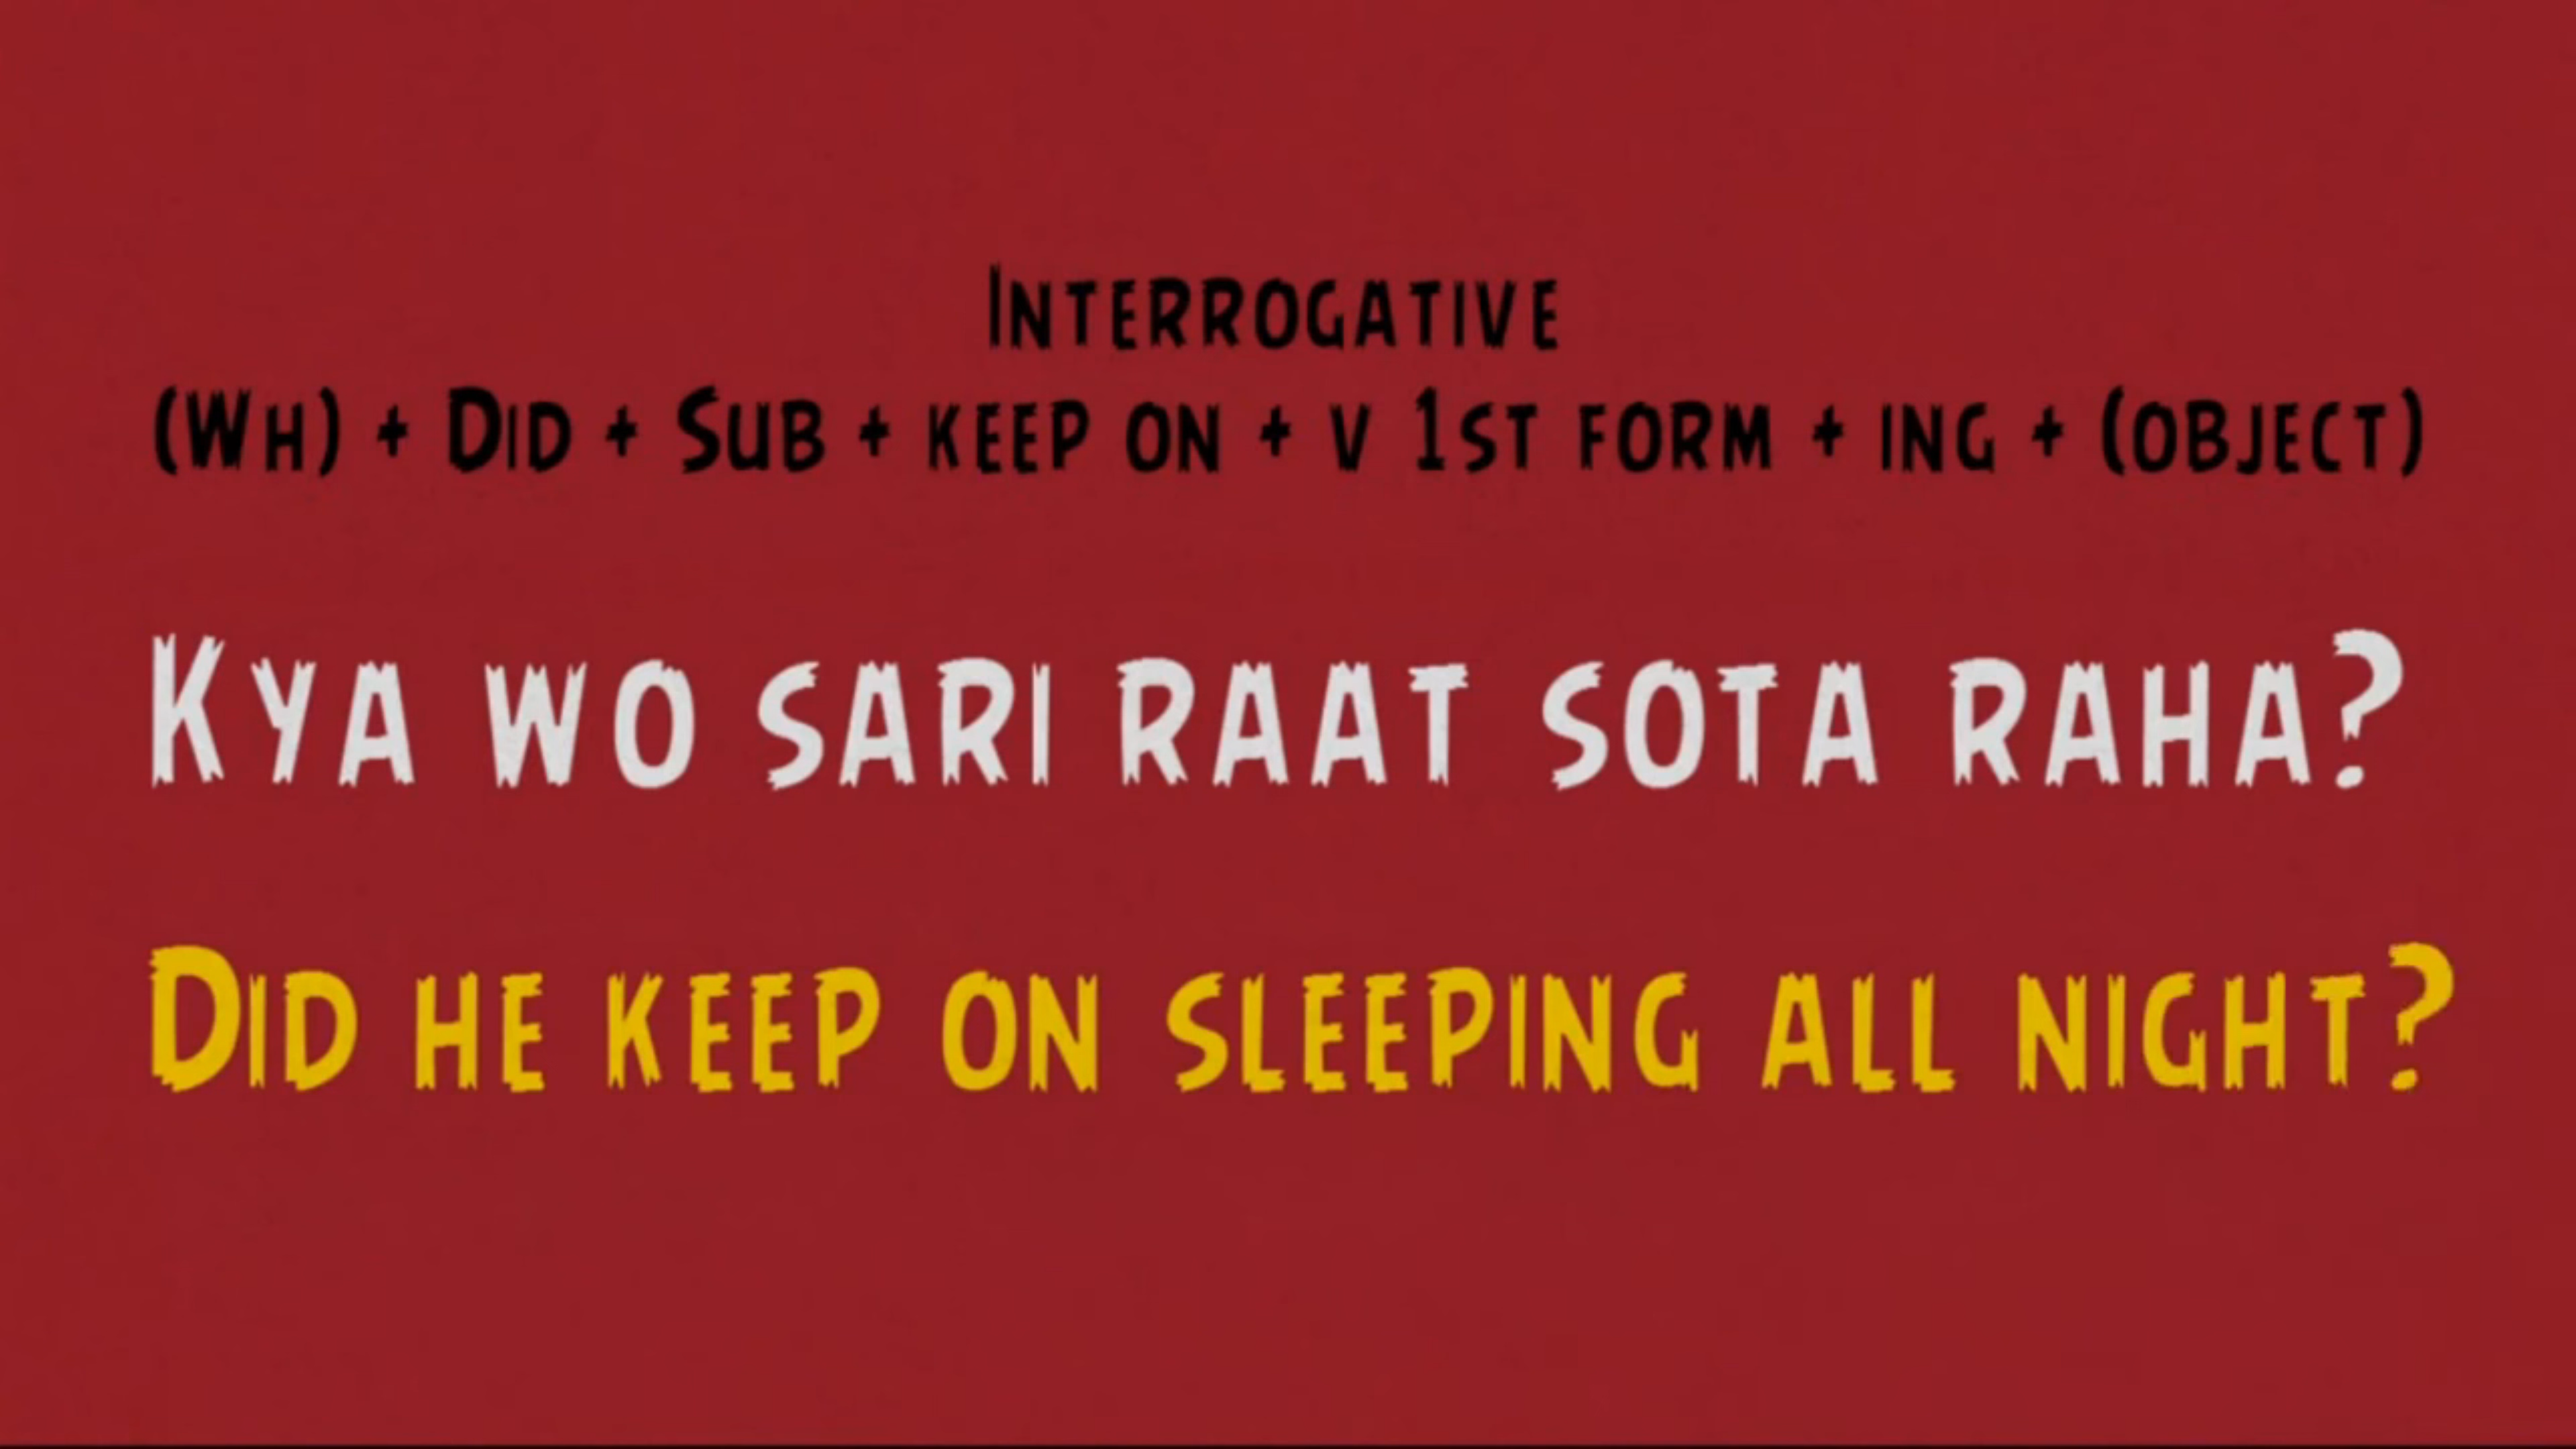 Interrogative
(Wh) + Did + Sub + keep on + v 1st form + ing + (object)
Kya wo sari raat sota raha?
Did he keep on sleeping all night?